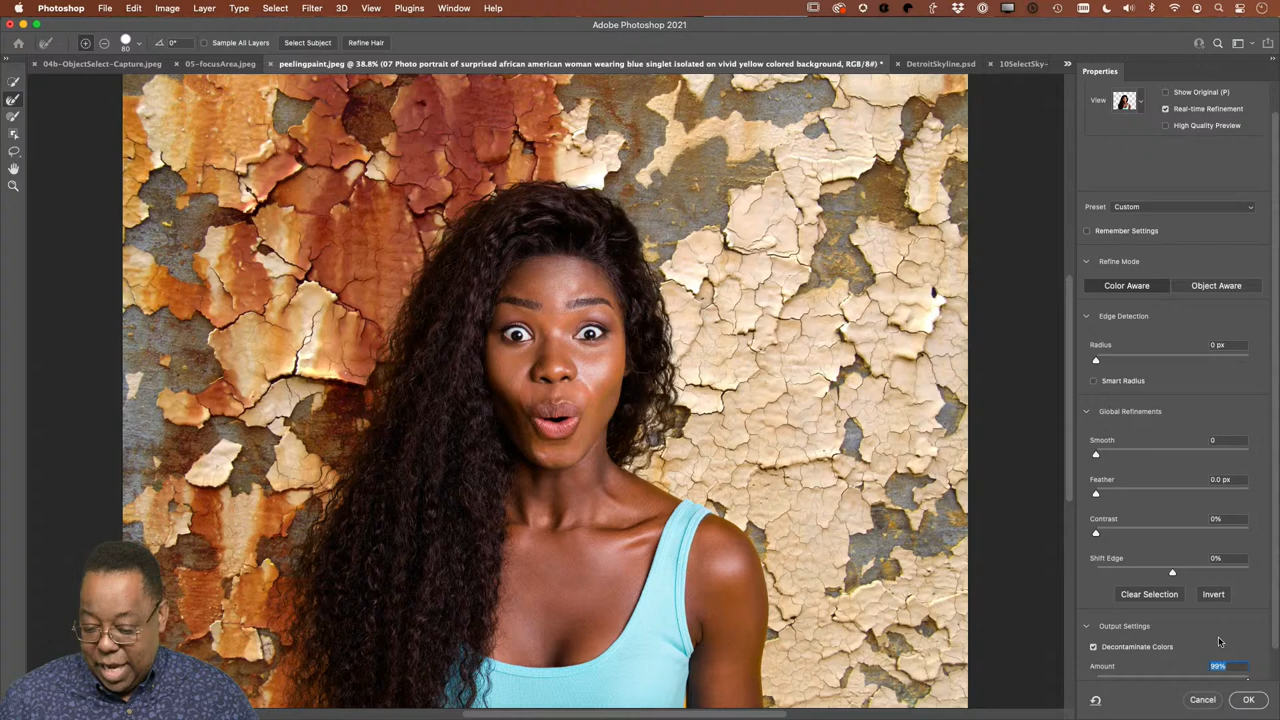 Photoshop File Edit Image Layer Type Select Filter 3D View Plugins Window Help
Adobe Photoshop 2021
80 0° Sample All Layers Select Subject Refine Hair
04b-ObjectSelect-Capture.jpeg 05-focusArea.jpeg peelingpaint.jpeg @ 38.8% (07 Photo portrait of surprised african american woman wearing blue singlet isolated on vivid yellow colored background, RGB/8#) * DetroitSkyline.psd 10SelectSky-
Properties
Show Original (P)
View
Real-time Refinement
High Quality Preview
Preset Custom
Remember Settings
Refine Mode
Color Aware Object Aware
Edge Detection
Radius 0 px
Smart Radius
Global Refinements
Smooth 0
Feather 0.0 px
Contrast 0%
Shift Edge 0%
Clear Selection Invert
Output Settings
Decontaminate Colors
Amount 99%
Cancel OK